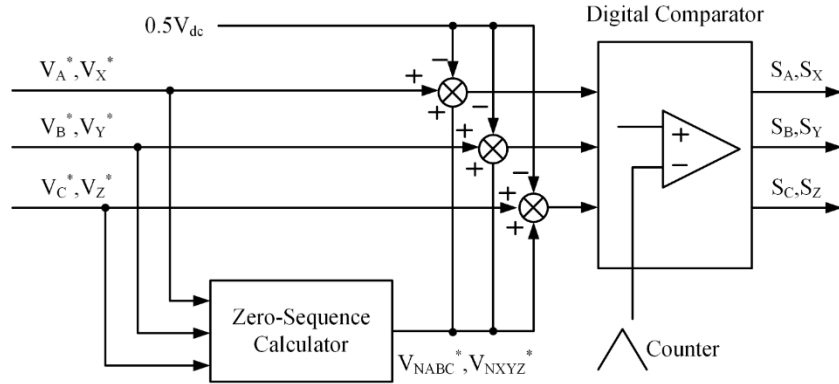 Digital Comparator
0.5V_dc
V_A*,V_X*
S_A,S_X
V_B*,V_Y*
S_B,S_Y
V_C*,V_Z*
S_C,S_Z
Zero-Sequence
Calculator
V_NABC*,V_NXYZ*
Counter